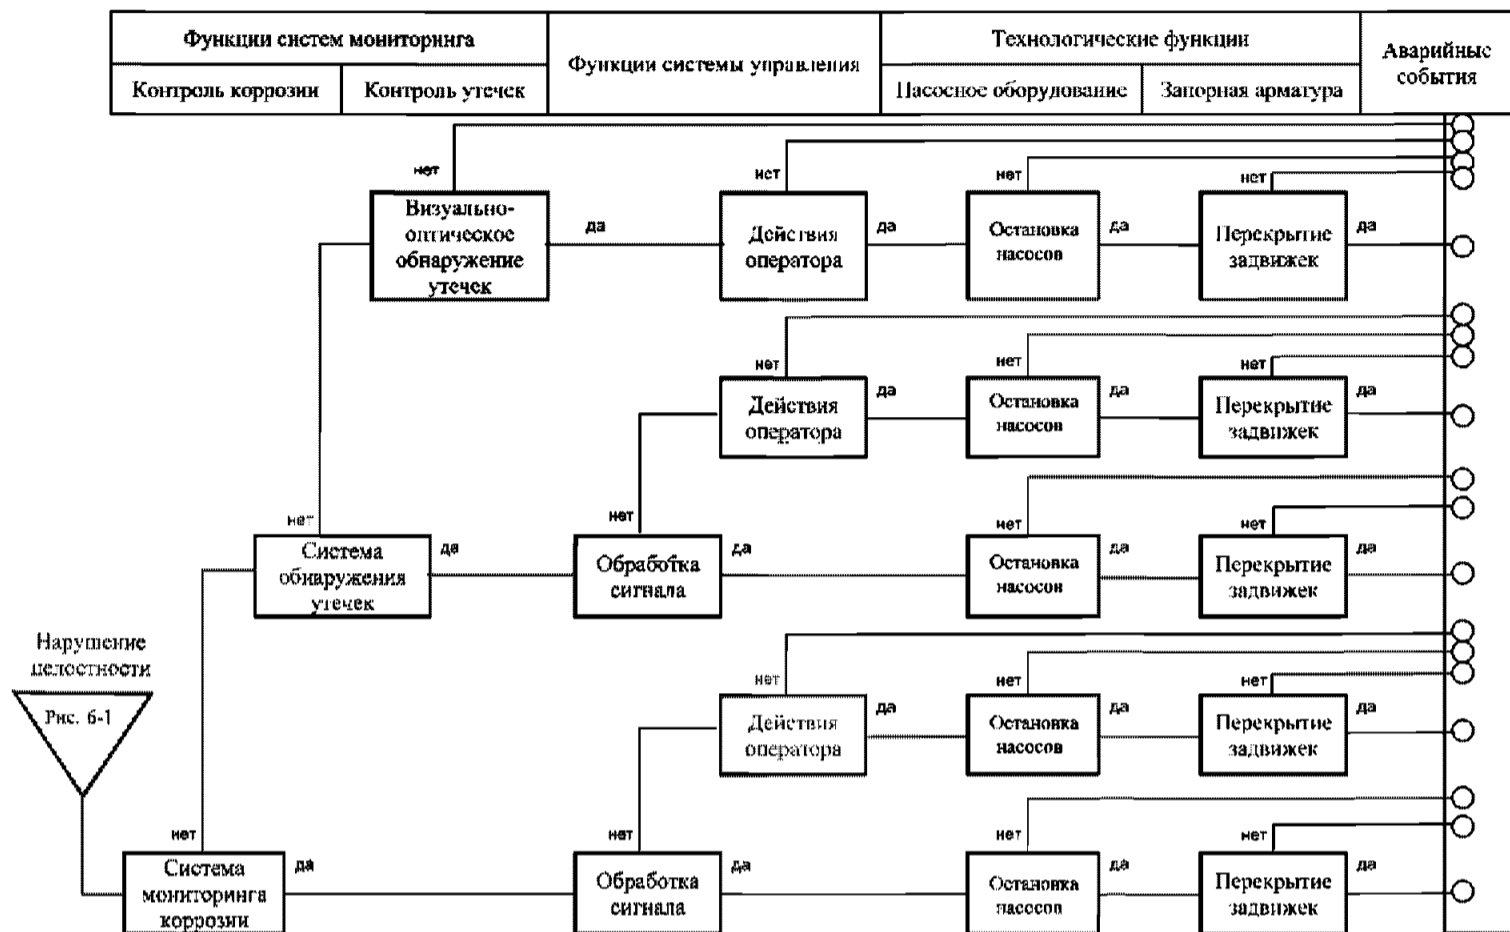 Функции систем мониторинга
Функции системы управления
Технологические функции
Аварийные
события
Контроль коррозии
Контроль утечек
Насосное оборудование
Запорная арматура
нет
нет
нет
нет
Визуально-
оптическое
обнаружение
утечек
да
Действия
оператора
да
Остановка
насосов
да
Перекрытие
задвижек
да
нет
нет
нет
Действия
оператора
да
Остановка
насосов
да
Перекрытие
задвижек
да
нет
нет
нет
нет
Система
обнаружения
утечек
да
Обработка
сигнала
да
Остановка
насосов
да
Перекрытие
задвижек
да
Нарушение
целостности
Рис. 6-1
нет
нет
нет
Действия
оператора
да
Остановка
насосов
да
Перекрытие
задвижек
да
нет
нет
нет
нет
Система
мониторинга
коррозии
да
Обработка
сигнала
да
Остановка
насосов
да
Перекрытие
задвижек
да